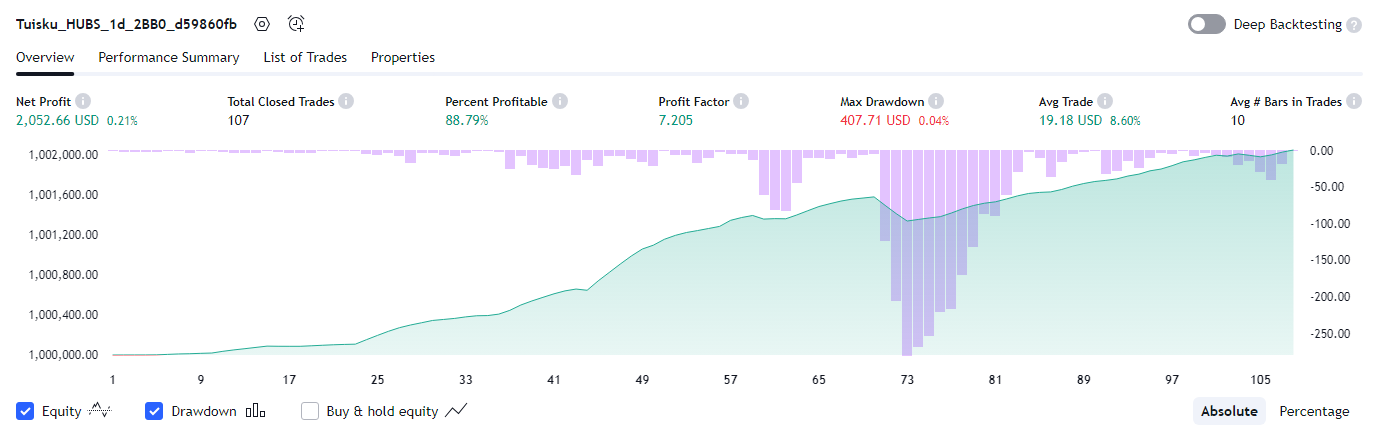 Tuisku_HUBS_1d_2BB0_d59860fb Deep Backtesting ?
Overview Performance Summary List of Trades Properties
Net Profit i Total Closed Trades i Percent Profitable i Profit Factor i Max Drawdown i Avg Trade i Avg # Bars in Trades i
2,052.66 USD 0.21% 107 88.79% 7.205 407.71 USD 0.04% 19.18 USD 8.60% 10
1,002,000.00 0.00
1,001,600.00 -50.00
1,001,200.00 -100.00
1,000,800.00 -150.00
1,000,400.00 -200.00
1,000,000.00 -250.00
1 9 17 25 33 41 49 57 65 73 81 89 97 105
Equity Drawdown Buy & hold equity Absolute Percentage